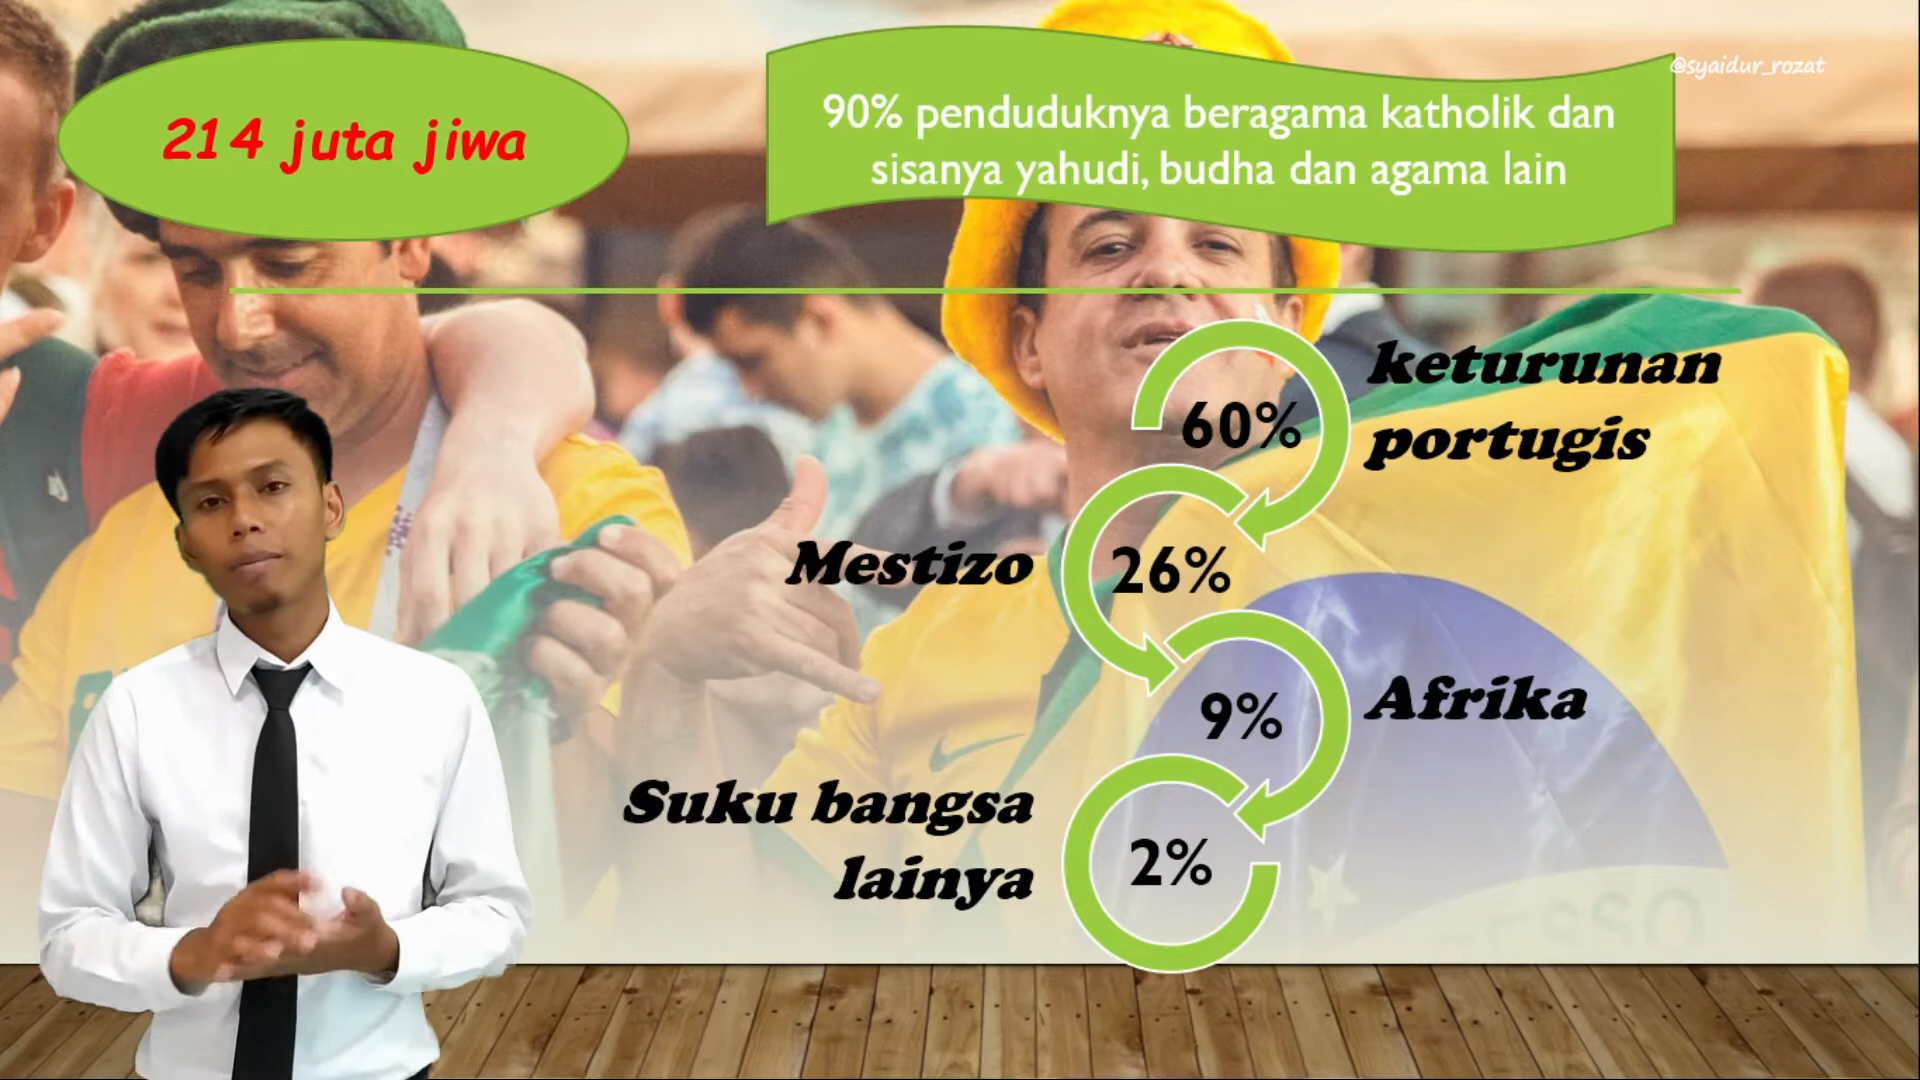 214 juta jiwa
90% penduduknya beragama katholik dan
sisanya yahudi, budha dan agama lain
@syaidur_rozat
60%
keturunan
portugis
Mestizo
26%
9%
Afrika
Suku bangsa
lainya
2%
ESSO